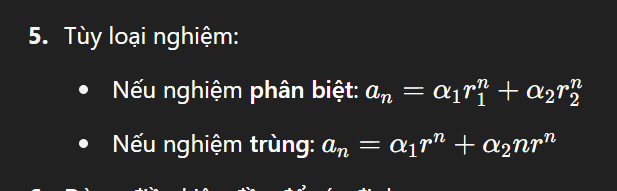 5. Tùy loại nghiệm:
• Nếu nghiệm phân biệt: aₙ = α₁r₁ⁿ + α₂r₂ⁿ
• Nếu nghiệm trùng: aₙ = α₁rⁿ + α₂nrⁿ